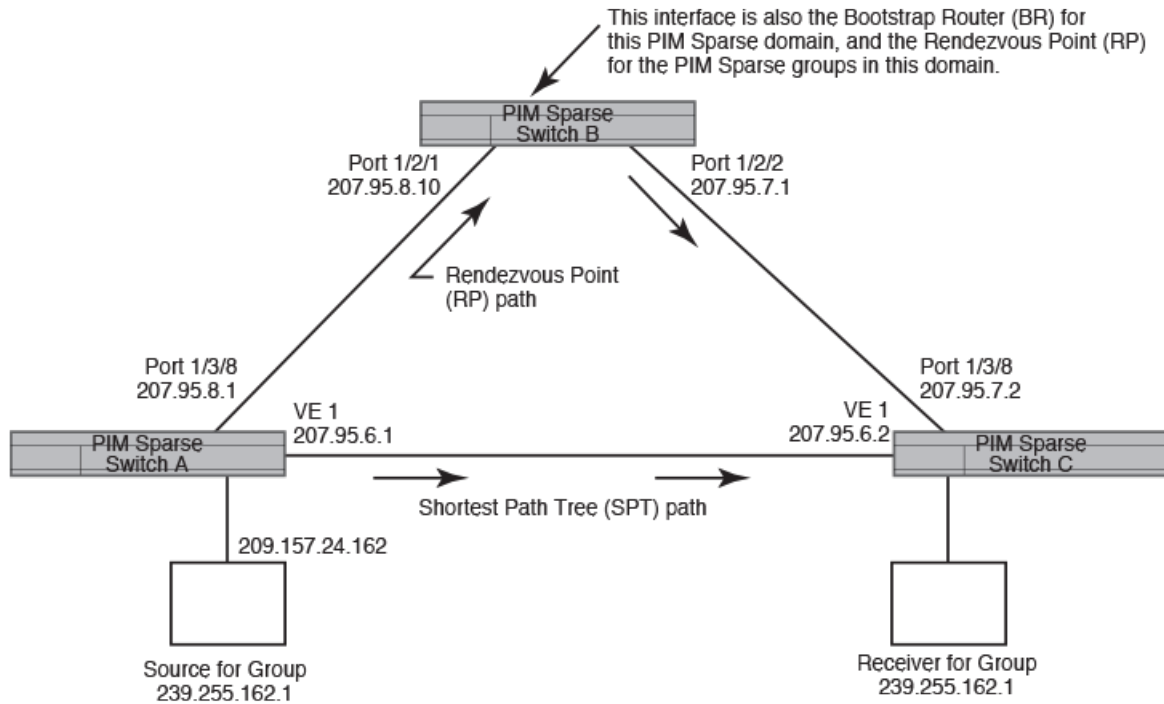 This interface is also the Bootstrap Router (BR) for
this PIM Sparse domain, and the Rendezvous Point (RP)
for the PIM Sparse groups in this domain.
PIM Sparse
Switch B
Port 1/2/1
207.95.8.10
Port 1/2/2
207.95.7.1
Rendezvous Point
(RP) path
Port 1/3/8
207.95.8.1
Port 1/3/8
207.95.7.2
VE 1
207.95.6.1
VE 1
207.95.6.2
PIM Sparse
Switch A
PIM Sparse
Switch C
Shortest Path Tree (SPT) path
209.157.24.162
Source for Group
239.255.162.1
Receiver for Group
239.255.162.1